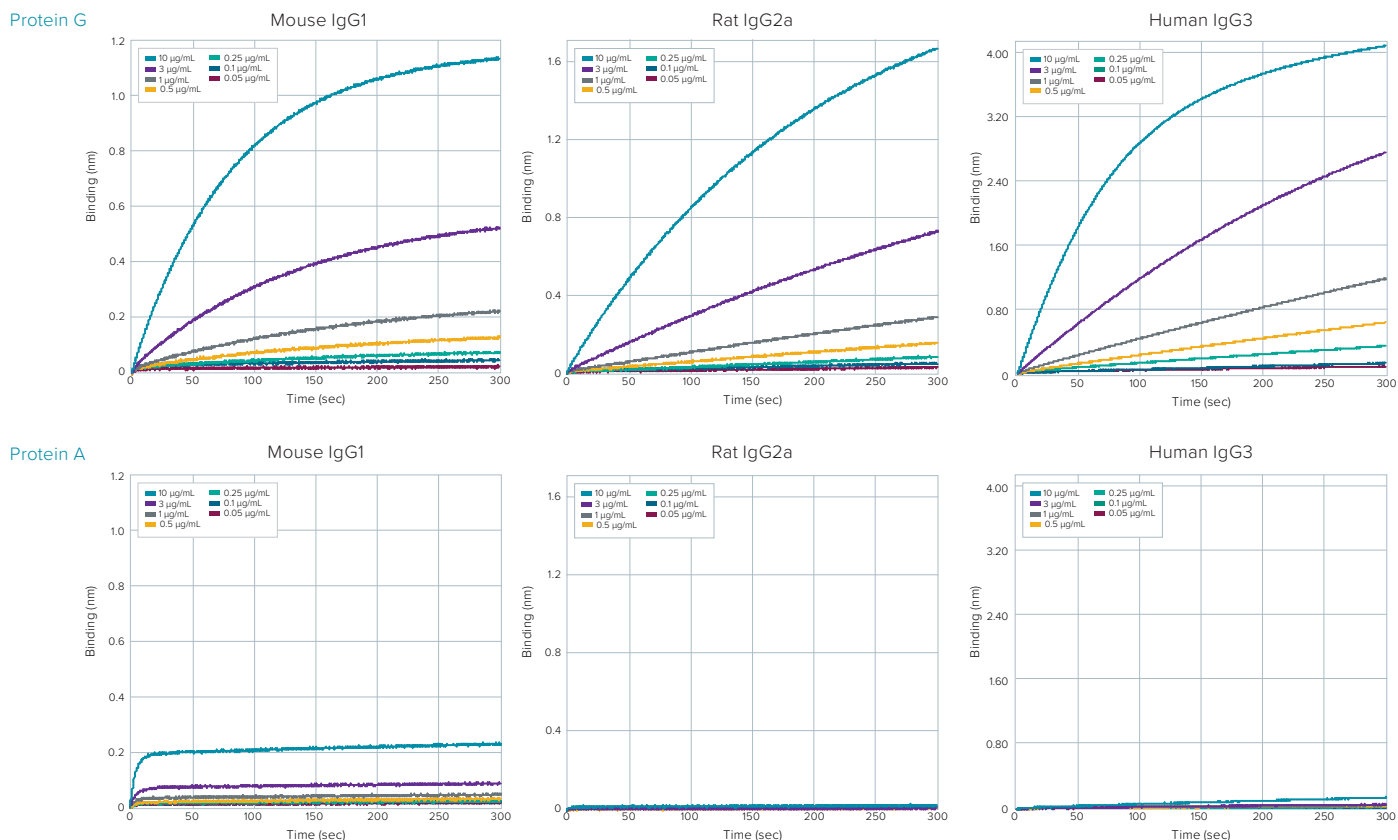 Protein G
Mouse IgG1
Binding (nm)
1.2
1.0
0.8
0.6
0.4
0.2
0
10 µg/mL 0.25 µg/mL
3 µg/mL 0.1 µg/mL
1 µg/mL 0.05 µg/mL
0.5 µg/mL
0 50 100 150 200 250 300
Time (sec)
Rat IgG2a
Binding (nm)
1.6
1.2
0.8
0.4
0
10 µg/mL 0.25 µg/mL
3 µg/mL 0.1 µg/mL
1 µg/mL 0.05 µg/mL
0.5 µg/mL
0 50 100 150 200 250 300
Time (sec)
Human IgG3
Binding (nm)
4.00
3.20
2.40
1.60
0.80
0
10 µg/mL 0.25 µg/mL
3 µg/mL 0.1 µg/mL
1 µg/mL 0.05 µg/mL
0.5 µg/mL
0 50 100 150 200 250 300
Time (sec)
Protein A
Mouse IgG1
Binding (nm)
1.2
1.0
0.8
0.6
0.4
0.2
0
10 µg/mL 0.25 µg/mL
3 µg/mL 0.1 µg/mL
1 µg/mL 0.05 µg/mL
0.5 µg/mL
0 50 100 150 200 250 300
Time (sec)
Rat IgG2a
Binding (nm)
1.6
1.2
0.8
0.4
0
10 µg/mL 0.25 µg/mL
3 µg/mL 0.1 µg/mL
1 µg/mL 0.05 µg/mL
0.5 µg/mL
0 50 100 150 200 250 300
Time (sec)
Human IgG3
Binding (nm)
4.00
3.20
2.40
1.60
0.80
0
10 µg/mL 0.25 µg/mL
3 µg/mL 0.1 µg/mL
1 µg/mL 0.05 µg/mL
0.5 µg/mL
0 50 100 150 200 250 300
Time (sec)